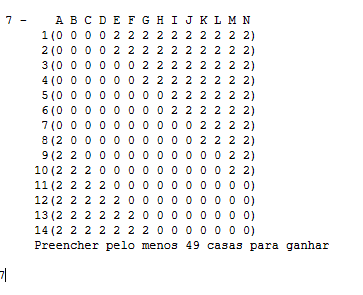 7 - A B C D E F G H I J K L M N
1(0 0 0 0 2 2 2 2 2 2 2 2 2 2)
2(0 0 0 0 2 2 2 2 2 2 2 2 2 2)
3(0 0 0 0 0 0 2 2 2 2 2 2 2 2)
4(0 0 0 0 0 0 2 2 2 2 2 2 2 2)
5(0 0 0 0 0 0 0 0 2 2 2 2 2 2)
6(0 0 0 0 0 0 0 0 2 2 2 2 2 2)
7(0 0 0 0 0 0 0 0 0 0 2 2 2 2)
8(2 0 0 0 0 0 0 0 0 0 2 2 2 2)
9(2 2 0 0 0 0 0 0 0 0 0 0 2 2)
10(2 2 0 0 0 0 0 0 0 0 0 0 2 2)
11(2 2 2 2 0 0 0 0 0 0 0 0 0 0)
12(2 2 2 2 2 0 0 0 0 0 0 0 0 0)
13(2 2 2 2 2 2 0 0 0 0 0 0 0 0)
14(2 2 2 2 2 2 2 0 0 0 0 0 0 0)
Preencher pelo menos 49 casas para ganhar
7